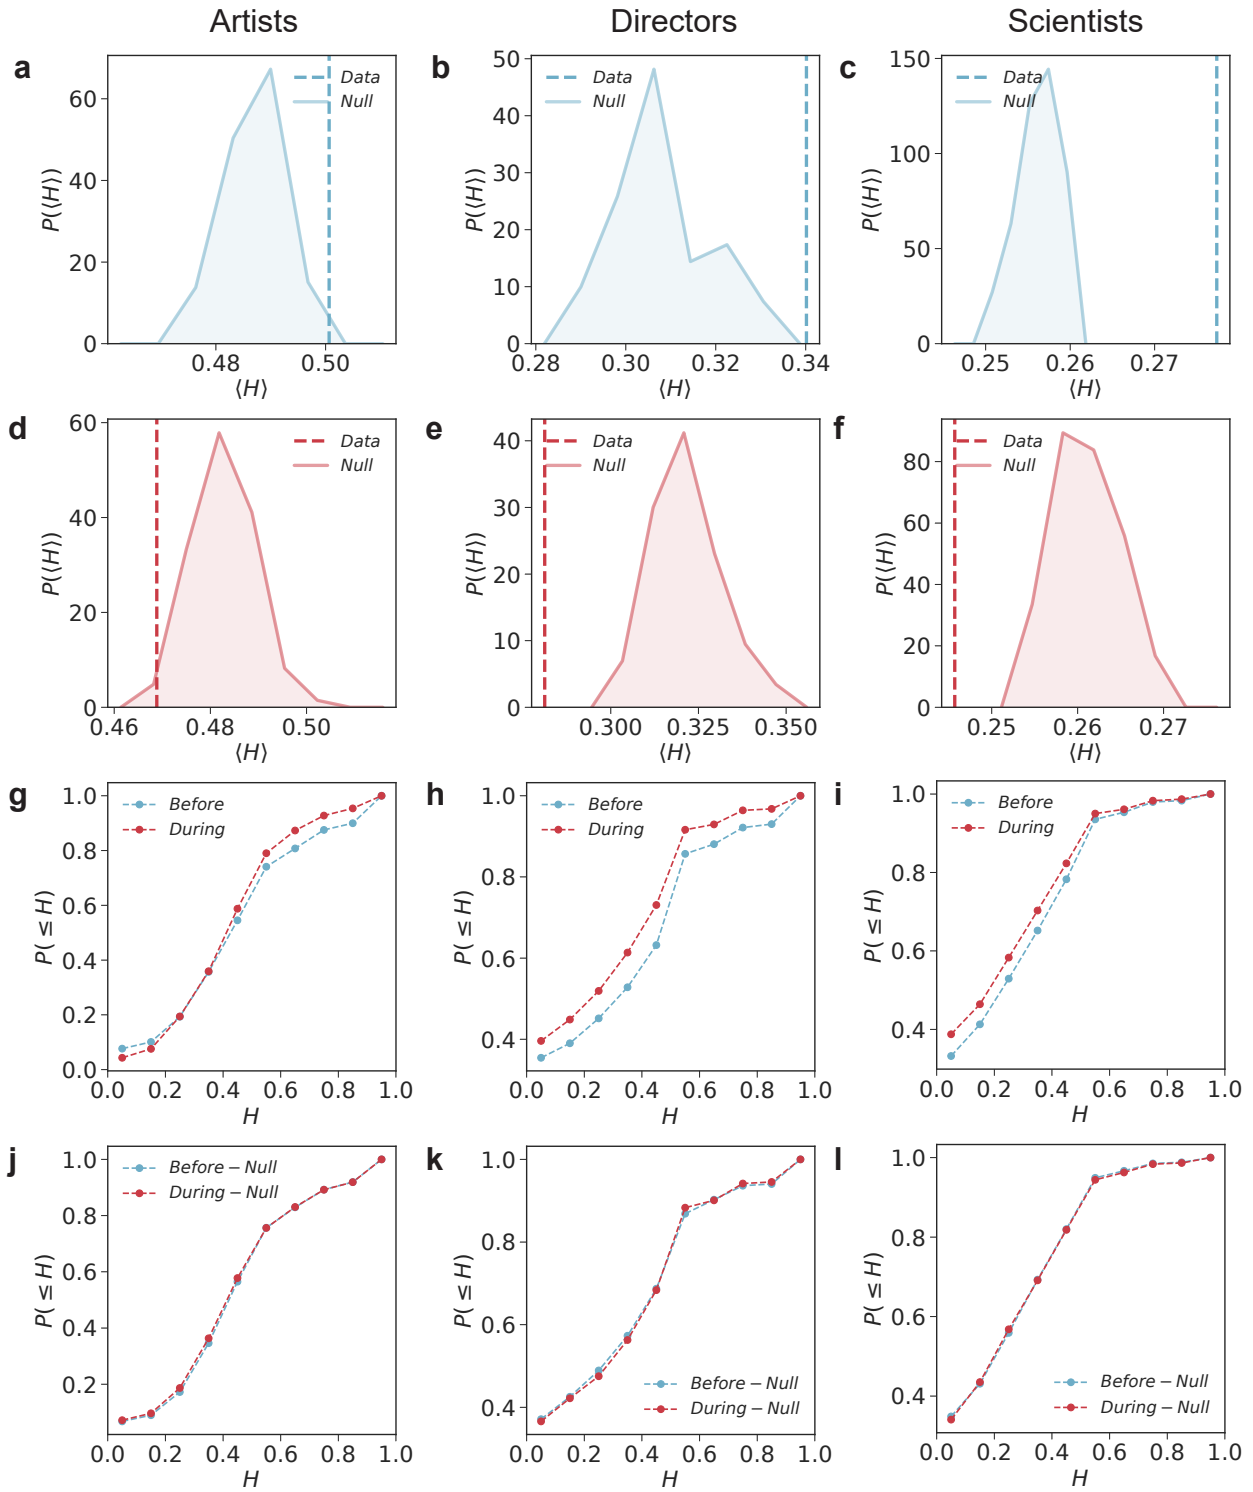 Artists Directors Scientists
a
Data
Null
60
40
20
0
0.48 0.50
P(⟨H⟩)
⟨H⟩
b
Data
Null
50
40
30
20
10
0
0.28 0.30 0.32 0.34
P(⟨H⟩)
⟨H⟩
c
Data
Null
150
100
50
0
0.25 0.26 0.27
P(⟨H⟩)
⟨H⟩
d
Data
Null
60
40
20
0
0.46 0.48 0.50
P(⟨H⟩)
⟨H⟩
e
Data
Null
40
30
20
10
0
0.300 0.325 0.350
P(⟨H⟩)
⟨H⟩
f
Data
Null
80
60
40
20
0
0.25 0.26 0.27
P(⟨H⟩)
⟨H⟩
g
Before
During
1.0
0.8
0.6
0.4
0.2
0.0
0.0 0.2 0.4 0.6 0.8 1.0
P(≤ H)
H
h
Before
During
1.0
0.8
0.6
0.4
0.0 0.2 0.4 0.6 0.8 1.0
P(≤ H)
H
i
Before
During
1.0
0.8
0.6
0.4
0.0 0.2 0.4 0.6 0.8 1.0
P(≤ H)
H
j
Before − Null
During − Null
1.0
0.8
0.6
0.4
0.2
0.0 0.2 0.4 0.6 0.8 1.0
P(≤ H)
H
k
1.0
0.8
0.6
0.4
Before − Null
During − Null
0.0 0.2 0.4 0.6 0.8 1.0
P(≤ H)
H
l
1.0
0.8
0.6
0.4
Before − Null
During − Null
0.0 0.2 0.4 0.6 0.8 1.0
P(≤ H)
H